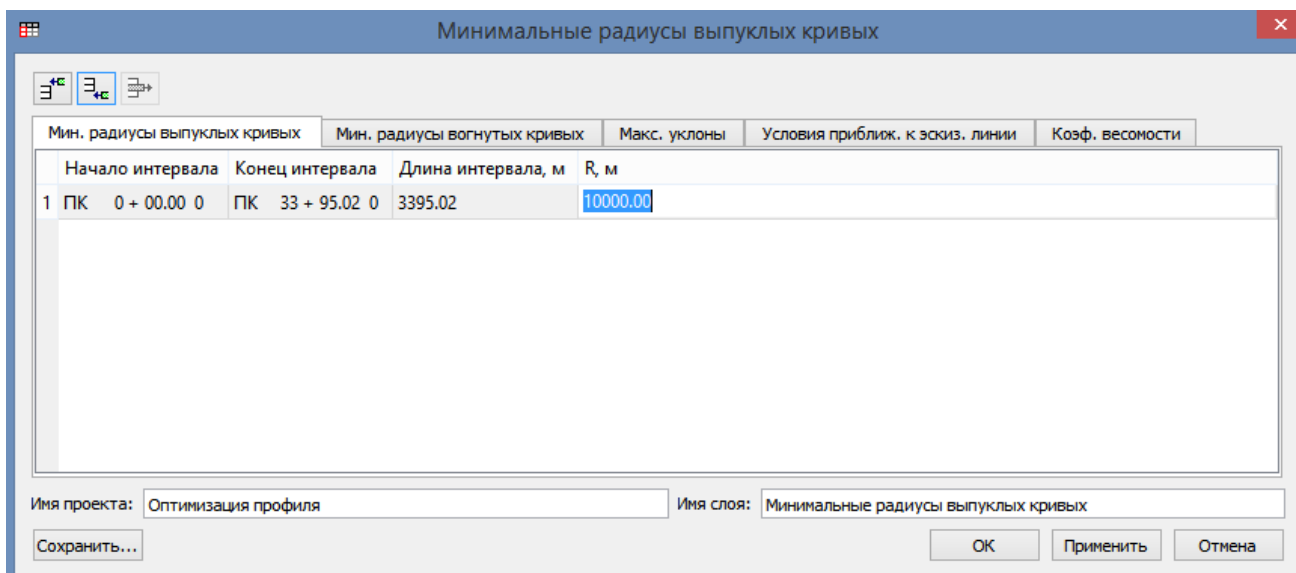 Минимальные радиусы выпуклых кривых
Мин. радиусы выпуклых кривых Мин. радиусы вогнутых кривых Макс. уклоны Условия приближ. к эскиз. линии Коэф. весомости
Начало интервала Конец интервала Длина интервала, м R, м
1 ПК 0 + 00.00 0 ПК 33 + 95.02 0 3395.02 10000.00
Имя проекта: Оптимизация профиля Имя слоя: Минимальные радиусы выпуклых кривых
Сохранить... ОК Применить Отмена